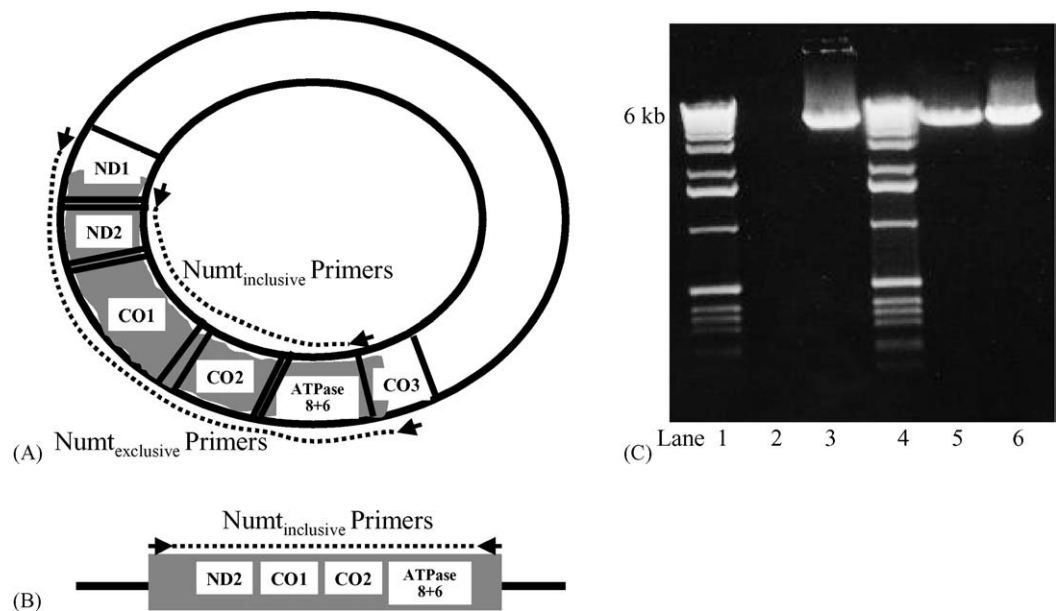 ND1
ND2
CO1
CO2
ATPase
8+6
CO3
Numtinclusive Primers
Numtexclusive Primers
(A)
Numtinclusive Primers
ND2
CO1
CO2
ATPase
8+6
(B)
6 kb
Lane 1 2 3 4 5 6
(C)